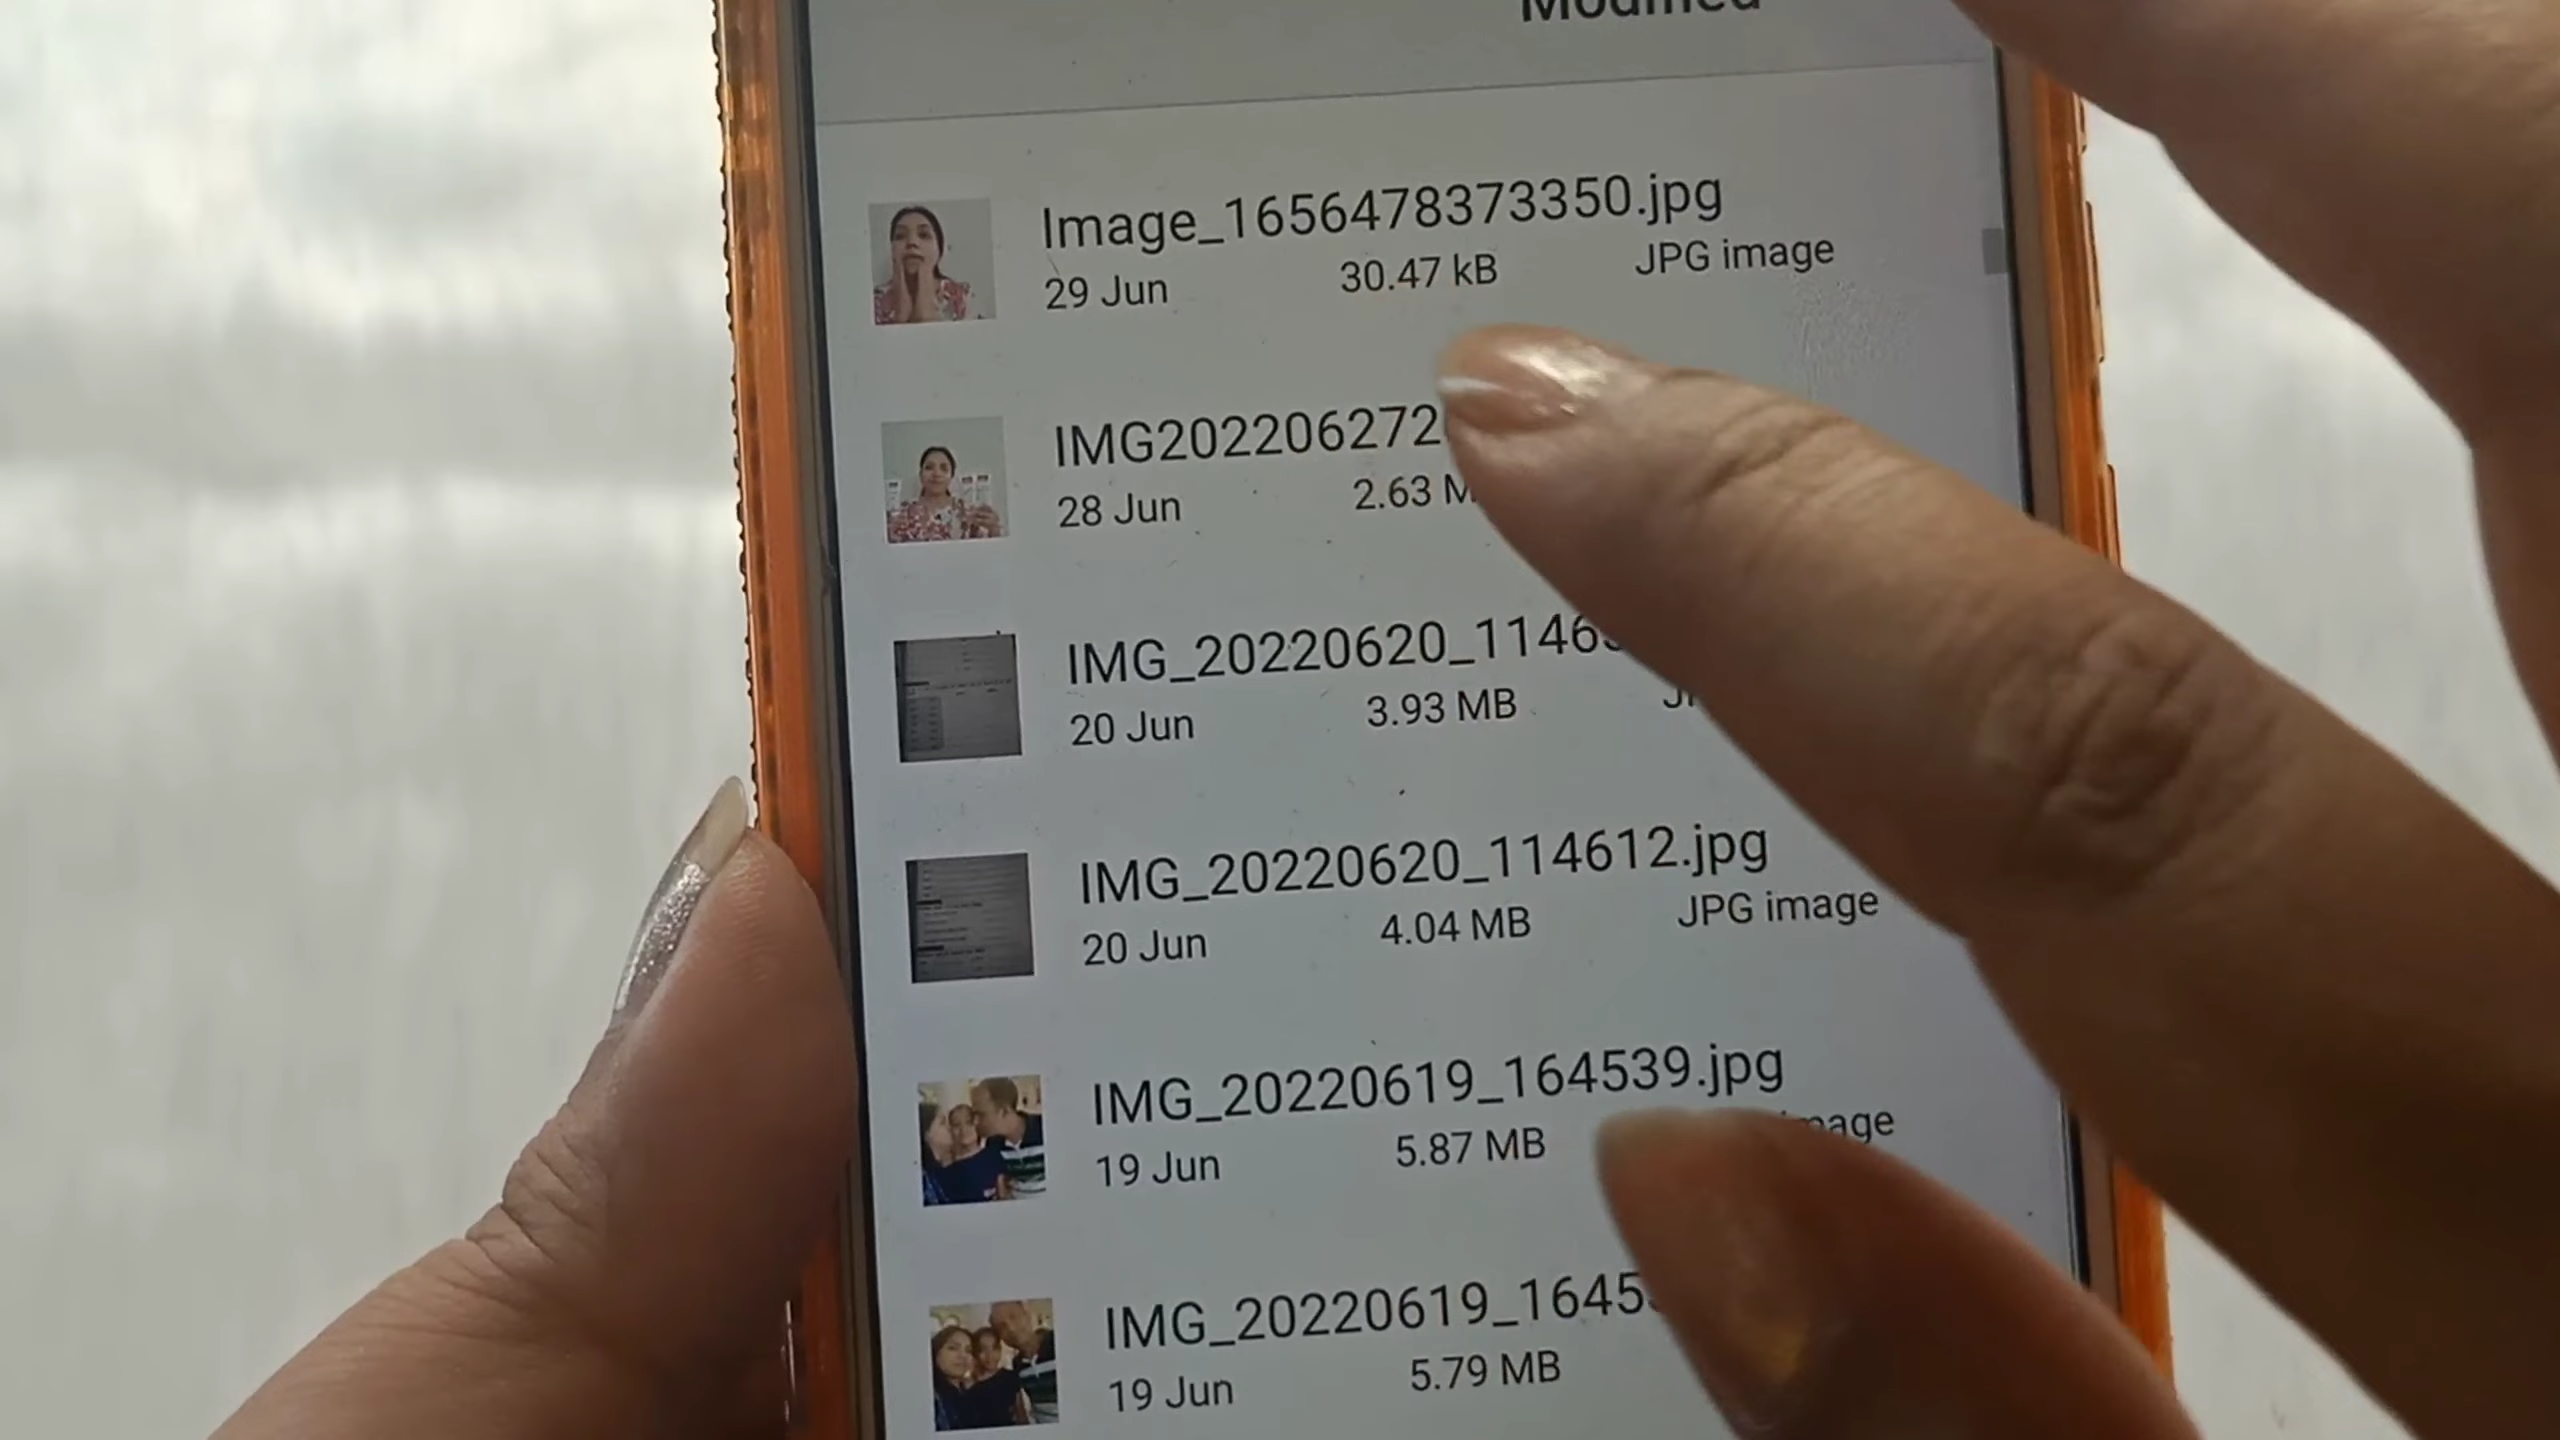 Modified
Image_1656478373350.jpg
29 Jun 30.47 kB JPG image
IMG202206272
28 Jun 2.63 M
IMG_20220620_1146
20 Jun 3.93 MB
IMG_20220620_114612.jpg
20 Jun 4.04 MB JPG image
IMG_20220619_164539.jpg
19 Jun 5.87 MB image
IMG_20220619_1645
19 Jun 5.79 MB